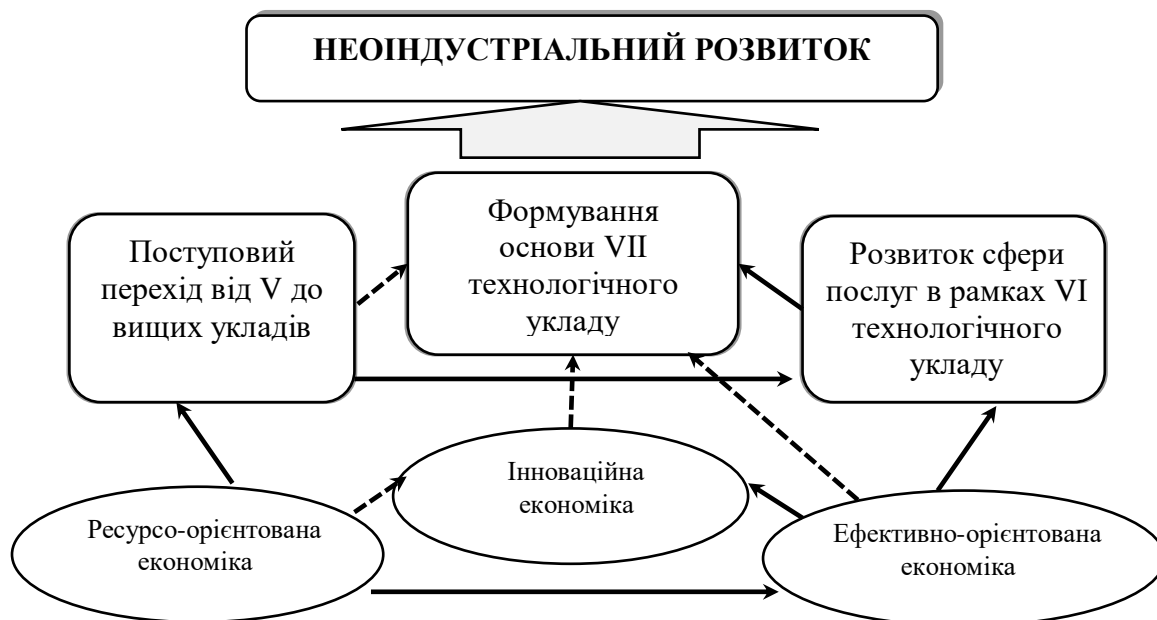 НЕОІНДУСТРІАЛЬНИЙ РОЗВИТОК
Формування
основи VII
технологічного
укладу
Поступовий
перехід від V до
вищих укладів
Розвиток сфери
послуг в рамках VI
технологічного
укладу
Інноваційна
економіка
Ресурсо-орієнтована
економіка
Ефективно-орієнтована
економіка